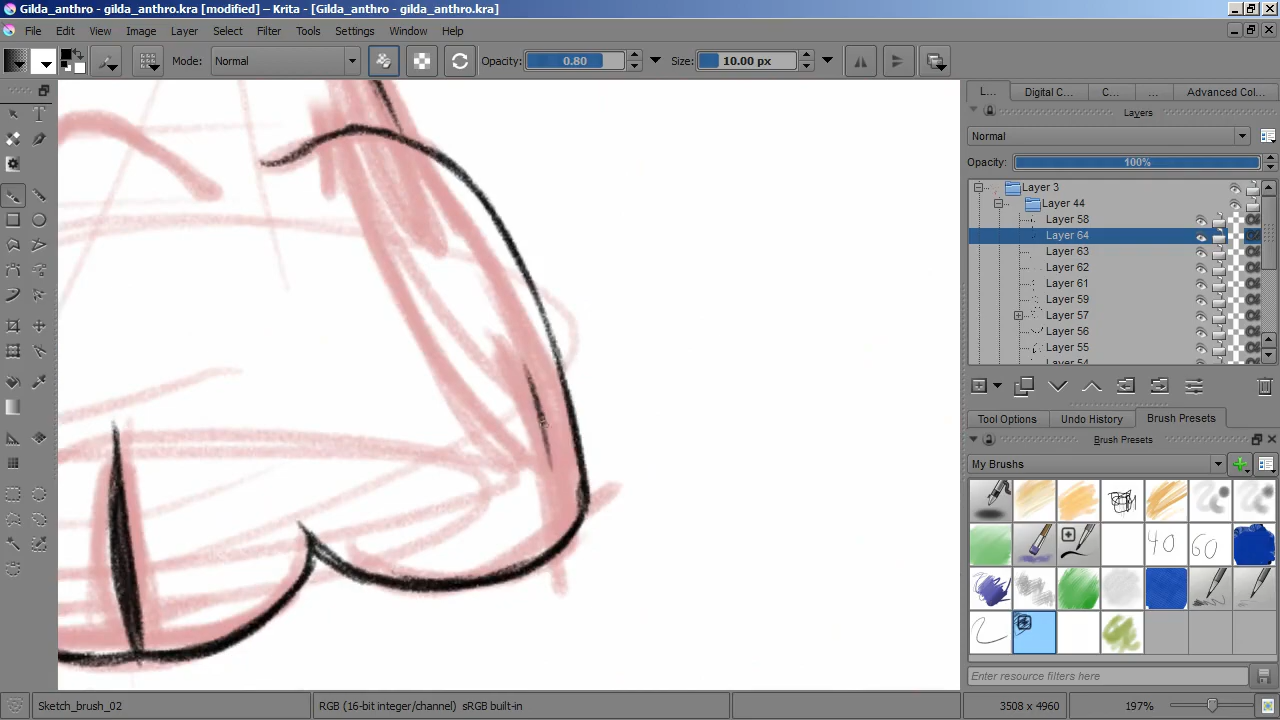 Gilda_anthro - gilda_anthro.kra [modified] – Krita - [Gilda_anthro - gilda_anthro.kra]
File Edit View Image Layer Select Filter Tools Settings Window Help
Mode: Normal Opacity: 0.80 Size: 10.00 px
L... Digital C... C... ... Advanced Col...
Layers
Normal
Opacity: 100%
Layer 3
Layer 44
Layer 58
Layer 64
Layer 63
Layer 62
Layer 61
Layer 59
Layer 57
Layer 56
Layer 55
Layer 54
Tool Options Undo History Brush Presets
Brush Presets
My Brushes
40 60
Enter resource filters here
Sketch_brush_02 RGB (16-bit integer/channel) sRGB built-in 3508 x 4960 197%